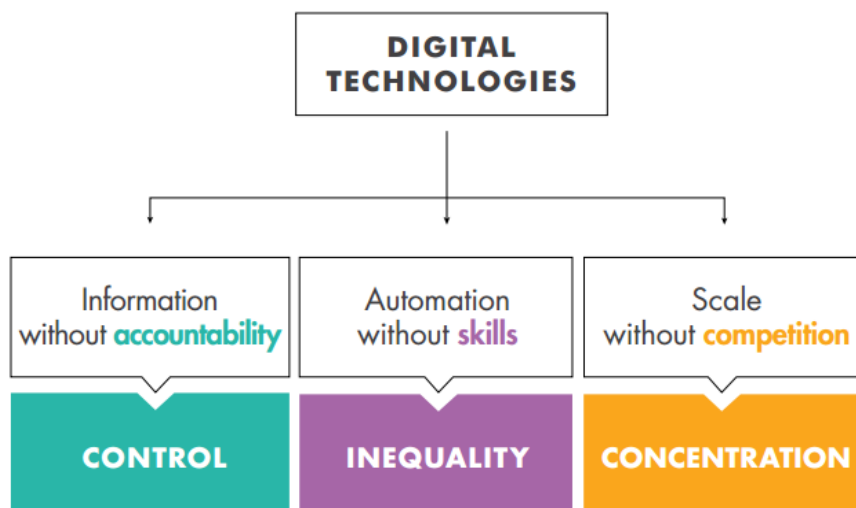 DIGITAL
TECHNOLOGIES
Information
without accountability
CONTROL
Automation
without skills
INEQUALITY
Scale
without competition
CONCENTRATION